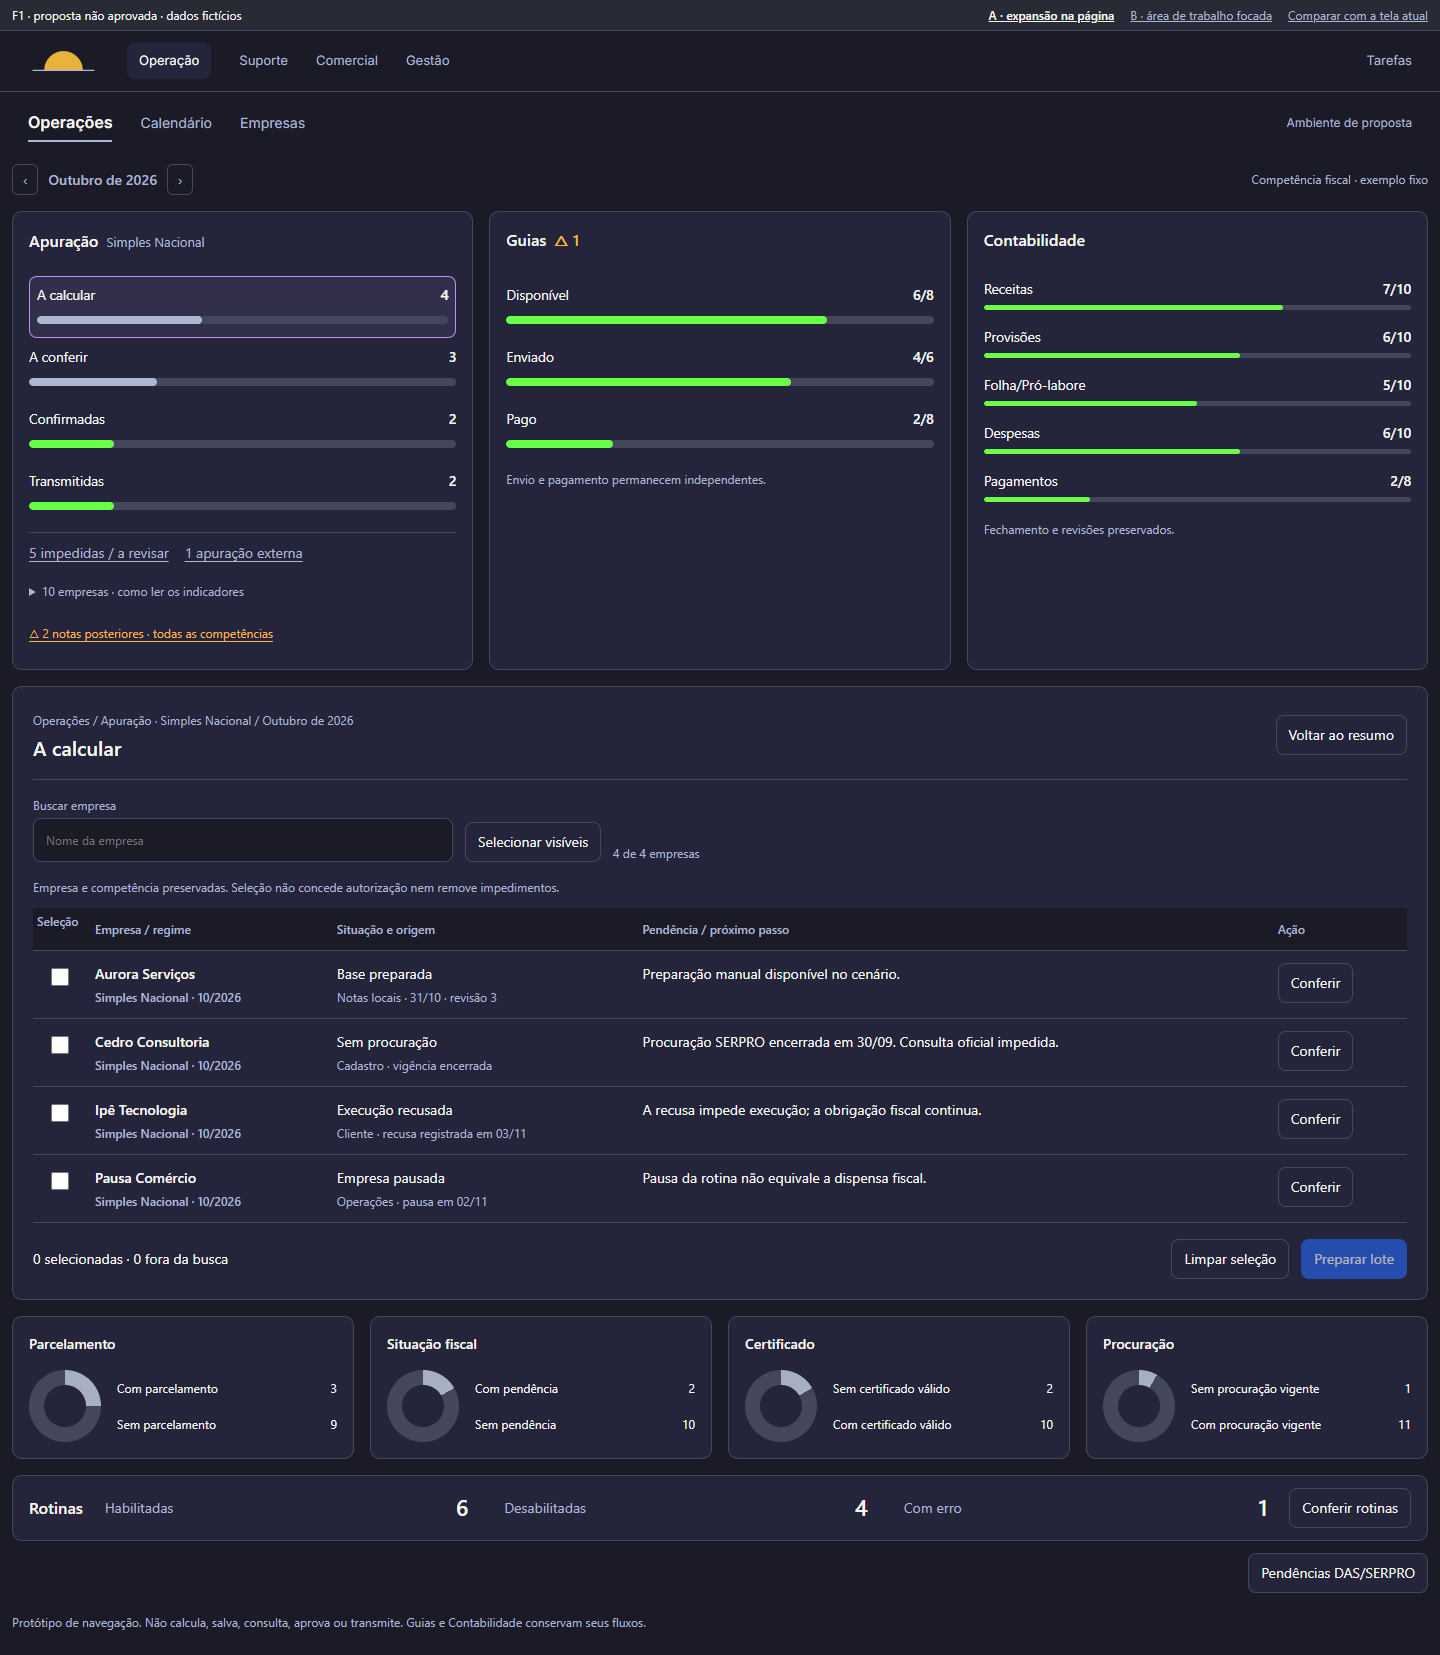 F1 · proposta não aprovada · dados fictícios
A · expansão na página
B · área de trabalho focada
Comparar com a tela atual
Operação
Suporte
Comercial
Gestão
Tarefas
Operações
Calendário
Empresas
Ambiente de proposta
‹
Outubro de 2026
›
Competência fiscal · exemplo fixo
Apuração Simples Nacional
A calcular 4
A conferir 3
Confirmadas 2
Transmitidas 2
5 impedidas / a revisar
1 apuração externa
▶ 10 empresas · como ler os indicadores
△ 2 notas posteriores · todas as competências
Guias △ 1
Disponível 6/8
Enviado 4/6
Pago 2/8
Envio e pagamento permanecem independentes.
Contabilidade
Receitas 7/10
Provisões 6/10
Folha/Pró-labore 5/10
Despesas 6/10
Pagamentos 2/8
Fechamento e revisões preservados.
Operações / Apuração · Simples Nacional / Outubro de 2026
A calcular
Voltar ao resumo
Buscar empresa
Nome da empresa
Selecionar visíveis
4 de 4 empresas
Empresa e competência preservadas. Seleção não concede autorização nem remove impedimentos.
Seleção Empresa / regime Situação e origem Pendência / próximo passo Ação
Aurora Serviços Base preparada Preparação manual disponível no cenário. Conferir
Simples Nacional · 10/2026 Notas locais · 31/10 · revisão 3
Cedro Consultoria Sem procuração Procuração SERPRO encerrada em 30/09. Consulta oficial impedida. Conferir
Simples Nacional · 10/2026 Cadastro · vigência encerrada
Ipê Tecnologia Execução recusada A recusa impede execução; a obrigação fiscal continua. Conferir
Simples Nacional · 10/2026 Cliente · recusa registrada em 03/11
Pausa Comércio Empresa pausada Pausa da rotina não equivale a dispensa fiscal. Conferir
Simples Nacional · 10/2026 Operações · pausa em 02/11
0 selecionadas · 0 fora da busca
Limpar seleção
Preparar lote
Parcelamento
Com parcelamento 3
Sem parcelamento 9
Situação fiscal
Com pendência 2
Sem pendência 10
Certificado
Sem certificado válido 2
Com certificado válido 10
Procuração
Sem procuração vigente 1
Com procuração vigente 11
Rotinas Habilitadas 6 Desabilitadas 4 Com erro 1 Conferir rotinas
Pendências DAS/SERPRO
Protótipo de navegação. Não calcula, salva, consulta, aprova ou transmite. Guias e Contabilidade conservam seus fluxos.